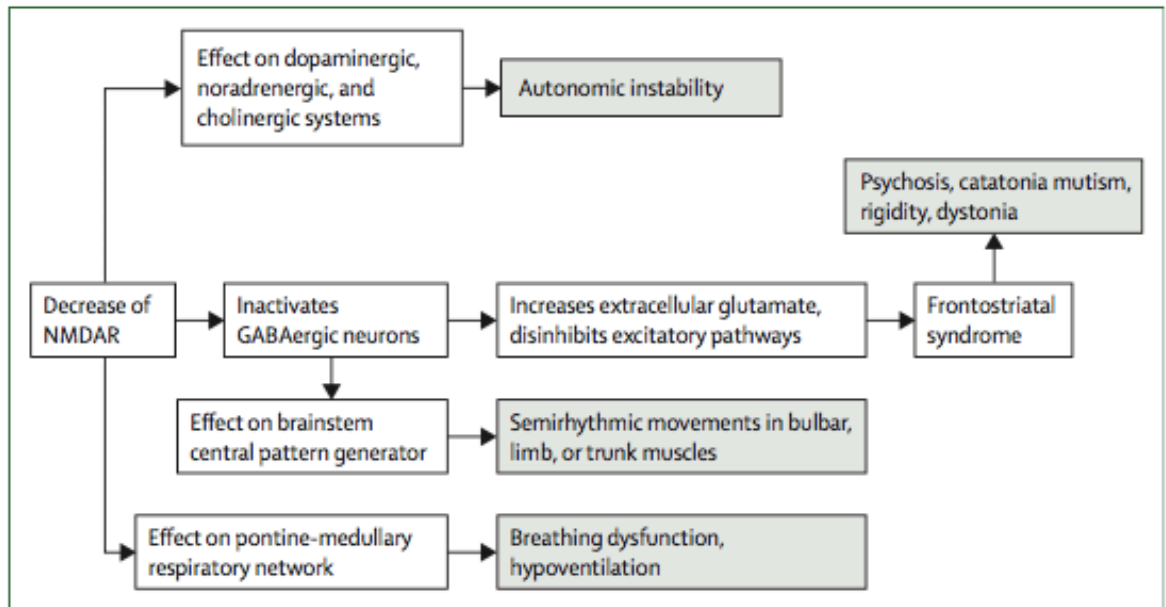 Effect on dopaminergic,
noradrenergic, and
cholinergic systems
Autonomic instability
Psychosis, catatonia mutism,
rigidity, dystonia
Decrease of
NMDAR
Inactivates
GABAergic neurons
Increases extracellular glutamate,
disinhibits excitatory pathways
Frontostriatal
syndrome
Effect on brainstem
central pattern generator
Semirhythmic movements in bulbar,
limb, or trunk muscles
Effect on pontine-medullary
respiratory network
Breathing dysfunction,
hypoventilation